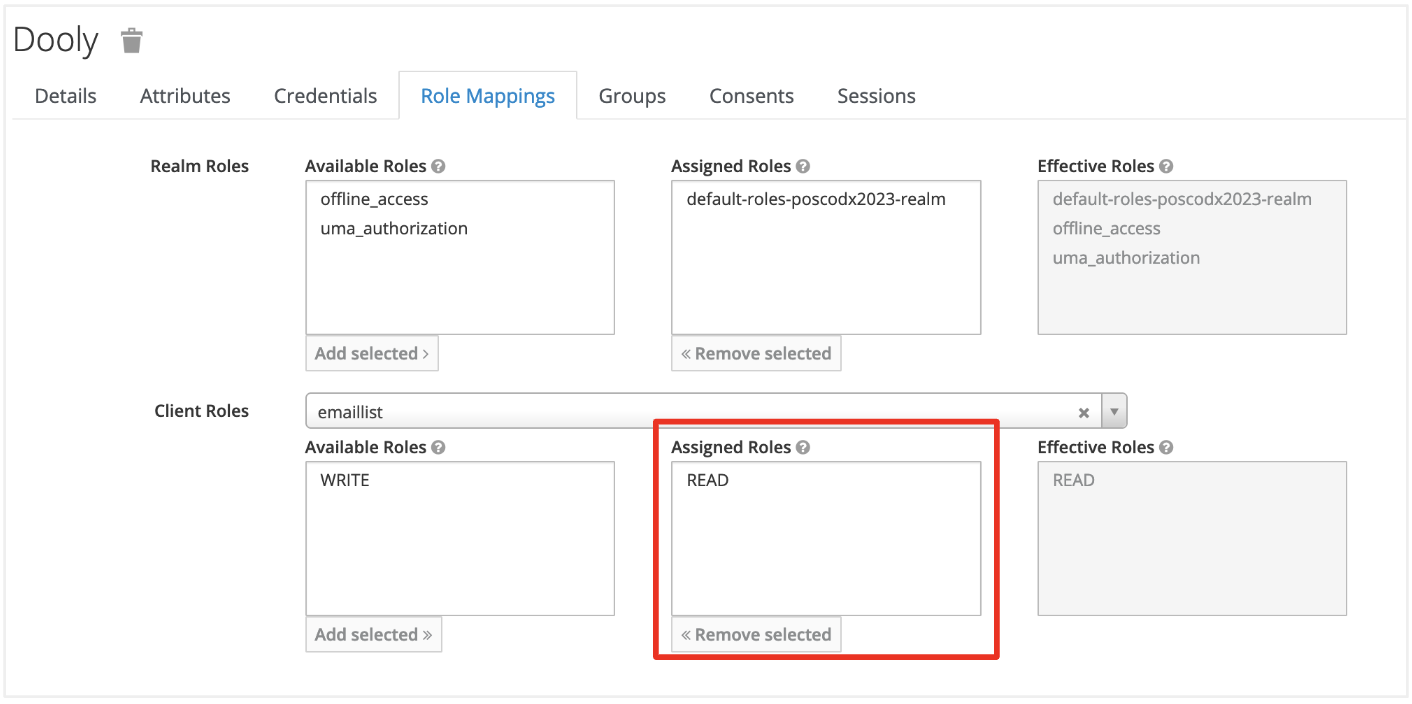 Dooly
Details Attributes Credentials Role Mappings Groups Consents Sessions
Realm Roles Available Roles Assigned Roles Effective Roles
offline_access default-roles-poscodx2023-realm default-roles-poscodx2023-realm
uma_authorization offline_access
uma_authorization
Add selected › « Remove selected
Client Roles emaillist
Available Roles Assigned Roles Effective Roles
WRITE READ READ
Add selected » « Remove selected